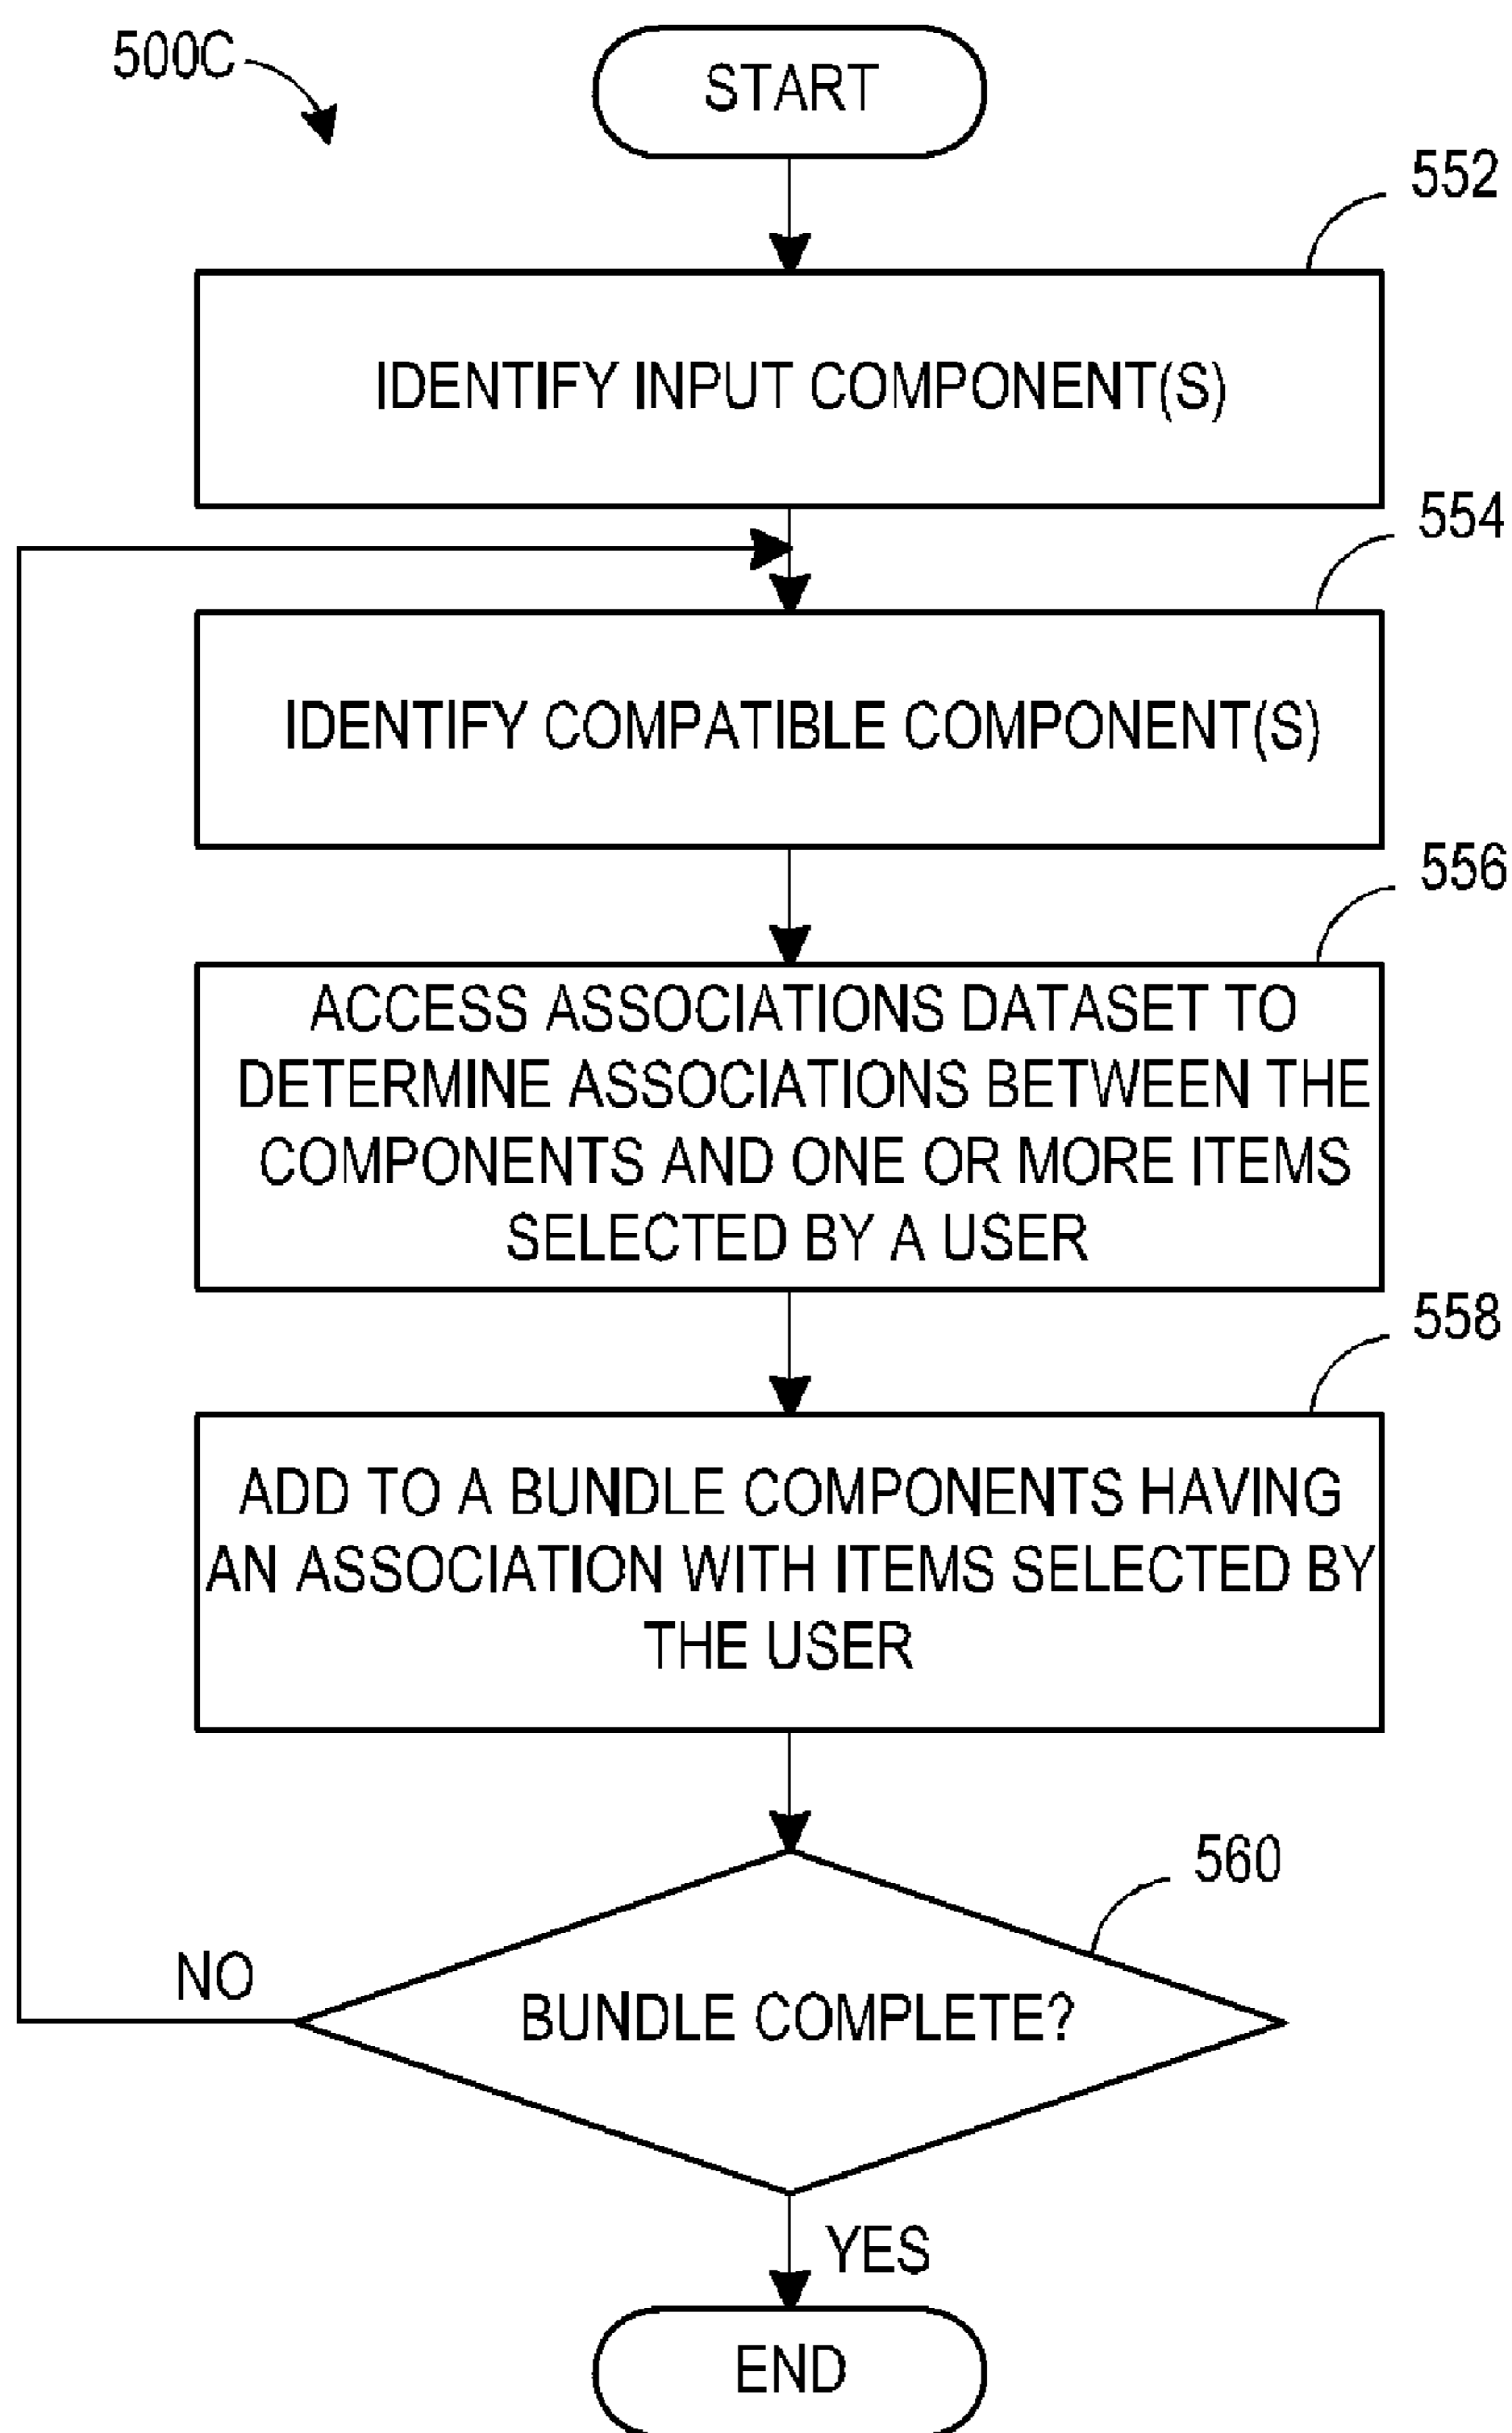 500C
START
552
IDENTIFY INPUT COMPONENT(S)
554
IDENTIFY COMPATIBLE COMPONENT(S)
556
ACCESS ASSOCIATIONS DATASET TO
DETERMINE ASSOCIATIONS BETWEEN THE
COMPONENTS AND ONE OR MORE ITEMS
SELECTED BY A USER
558
ADD TO A BUNDLE COMPONENTS HAVING
AN ASSOCIATION WITH ITEMS SELECTED BY
THE USER
560
NO
BUNDLE COMPLETE?
YES
END